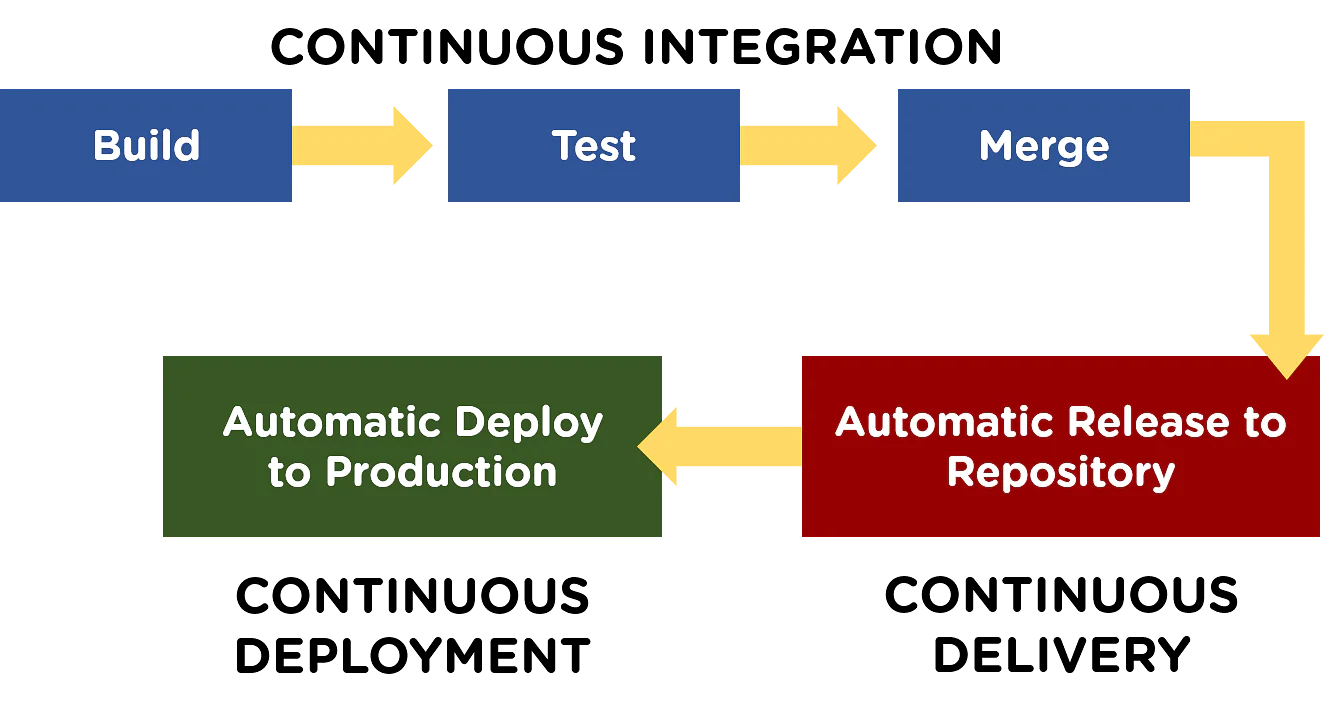 CONTINUOUS INTEGRATION
Build
Test
Merge
Automatic Deploy
to Production
Automatic Release to
Repository
CONTINUOUS
DEPLOYMENT
CONTINUOUS
DELIVERY